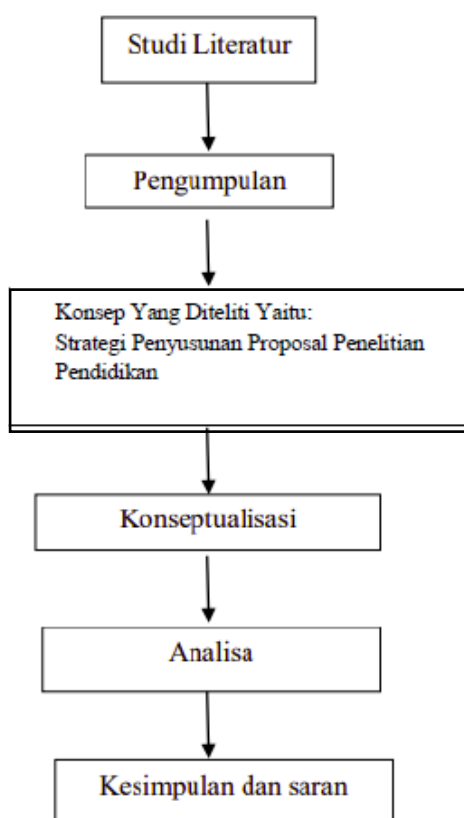 Studi Literatur
Pengumpulan
Konsep Yang Diteliti Yaitu:
Strategi Penyusunan Proposal Penelitian
Pendidikan
Konseptualisasi
Analisa
Kesimpulan dan saran